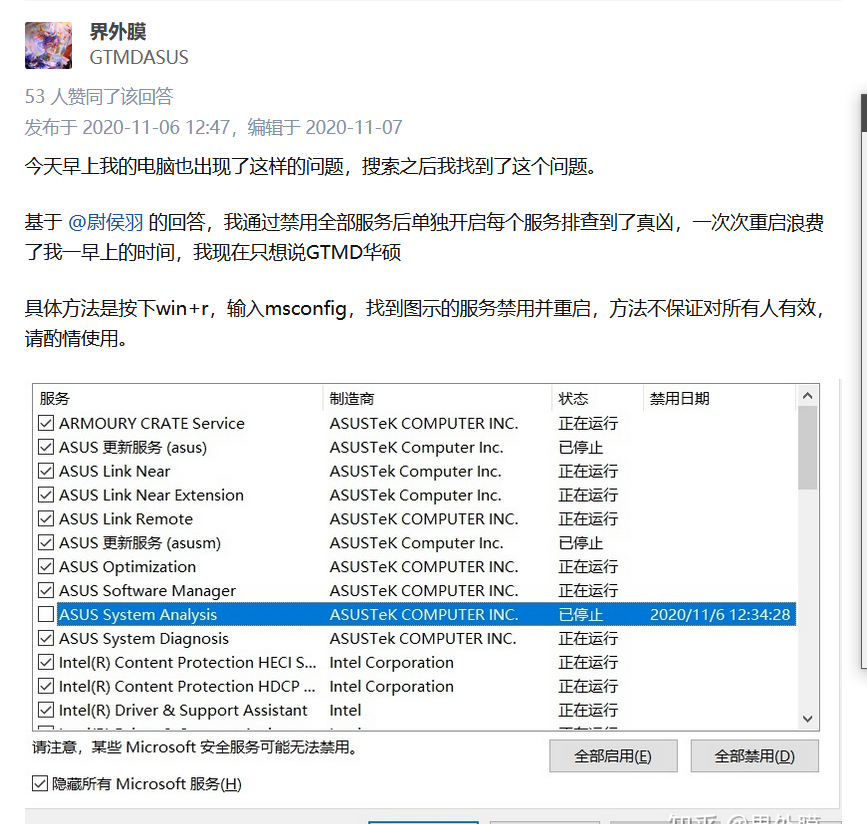 界外膜
GTMDASUS
53 人赞同了该回答
发布于 2020-11-06 12:47，编辑于 2020-11-07
今天早上我的电脑也出现了这样的问题，搜索之后我找到了这个问题。
基于 @尉侯羽 的回答，我通过禁用全部服务后单独开启每个服务排查到了真凶，一次次重启浪费
了我一早上的时间，我现在只想说GTMD华硕
具体方法是按下win+r，输入msconfig，找到图示的服务禁用并重启，方法不保证对所有人有效，
请酌情使用。
服务 制造商 状态 禁用日期
ARMOURY CRATE Service ASUSTeK COMPUTER INC. 正在运行
ASUS 更新服务 (asus) ASUSTeK Computer Inc. 已停止
ASUS Link Near ASUSTek Computer Inc. 正在运行
ASUS Link Near Extension ASUSTek Computer Inc. 正在运行
ASUS Link Remote ASUSTeK COMPUTER INC. 正在运行
ASUS 更新服务 (asusm) ASUSTeK Computer Inc. 已停止
ASUS Optimization ASUSTeK COMPUTER INC. 正在运行
ASUS Software Manager ASUSTeK COMPUTER INC. 正在运行
ASUS System Analysis ASUSTeK COMPUTER INC. 已停止 2020/11/6 12:34:28
ASUS System Diagnosis ASUSTeK COMPUTER INC. 正在运行
Intel(R) Content Protection HECI S... Intel Corporation 正在运行
Intel(R) Content Protection HDCP ... Intel Corporation 正在运行
Intel(R) Driver & Support Assistant Intel 正在运行
请注意，某些 Microsoft 安全服务可能无法禁用。
全部启用(E) 全部禁用(D)
隐藏所有 Microsoft 服务(H)
知乎 @界外膜